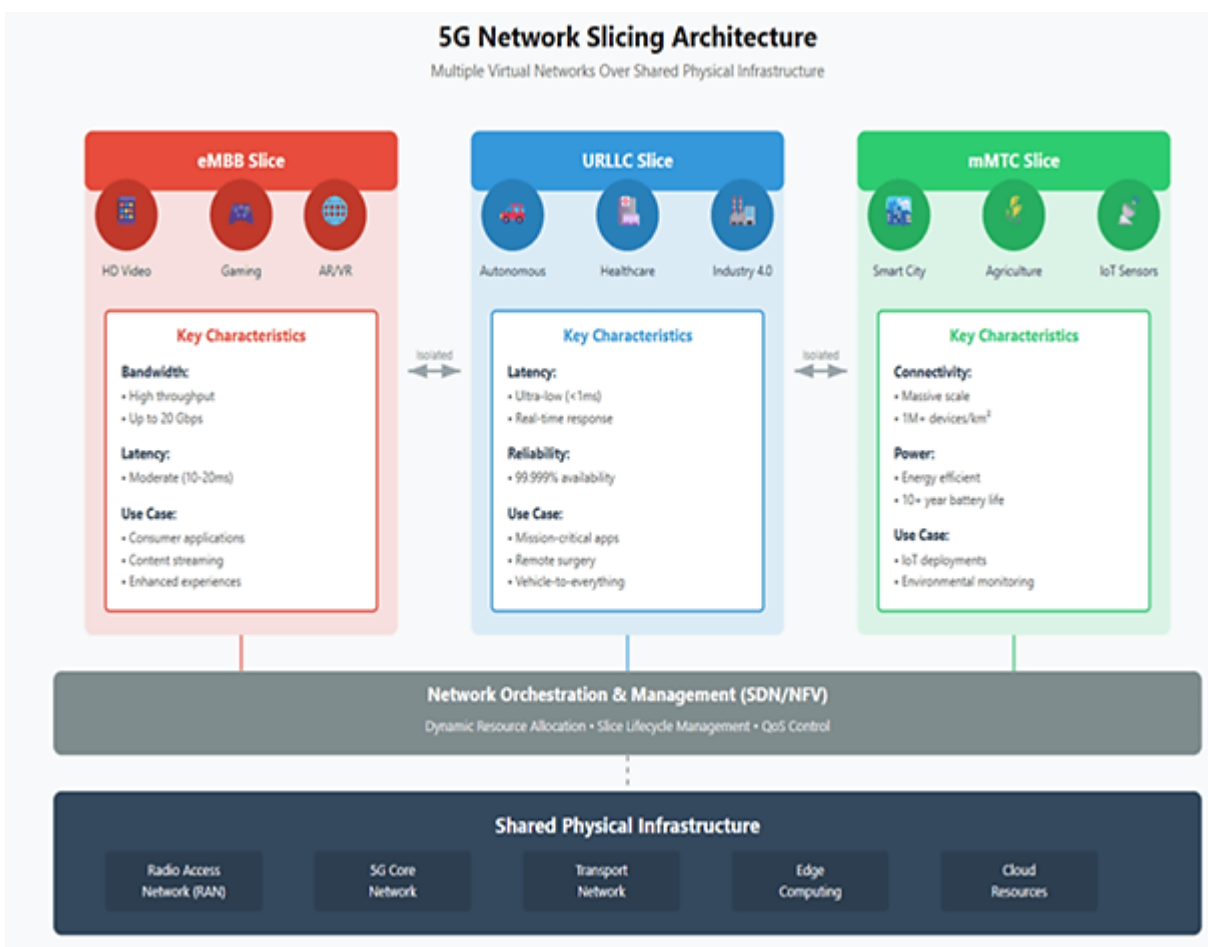 5G Network Slicing Architecture
Multiple Virtual Networks Over Shared Physical Infrastructure
eMBB Slice
HD Video
Gaming
AR/VR
Key Characteristics
Bandwidth:
• High throughput
• Up to 20 Gbps
Latency:
• Moderate (10-20ms)
Use Case:
• Consumer applications
• Content streaming
• Enhanced experiences
Isolated
URLLC Slice
Autonomous
Healthcare
Industry 4.0
Key Characteristics
Latency:
• Ultra-low (<1ms)
• Real-time response
Reliability:
• 99.999% availability
Use Case:
• Mission-critical apps
• Remote surgery
• Vehicle-to-everything
Isolated
mMTC Slice
Smart City
Agriculture
IoT Sensors
Key Characteristics
Connectivity:
• Massive scale
• 1M+ devices/km²
Power:
• Energy efficient
• 10+ year battery life
Use Case:
• IoT deployments
• Environmental monitoring
Network Orchestration & Management (SDN/NFV)
Dynamic Resource Allocation • Slice Lifecycle Management • QoS Control
Shared Physical Infrastructure
Radio Access
Network (RAN)
5G Core
Network
Transport
Network
Edge
Computing
Cloud
Resources